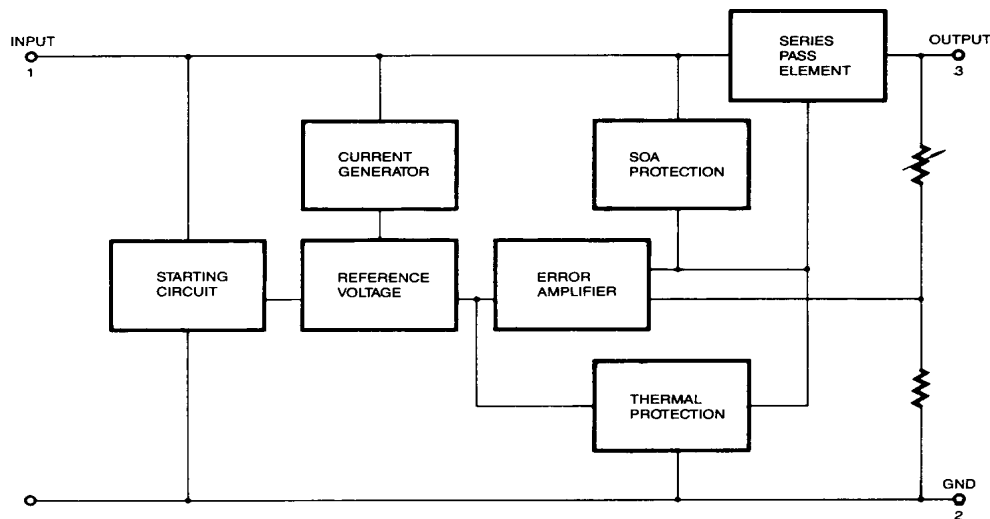 INPUT
1
SERIES
PASS
ELEMENT
OUTPUT
3
CURRENT
GENERATOR
SOA
PROTECTION
STARTING
CIRCUIT
REFERENCE
VOLTAGE
ERROR
AMPLIFIER
THERMAL
PROTECTION
GND
2